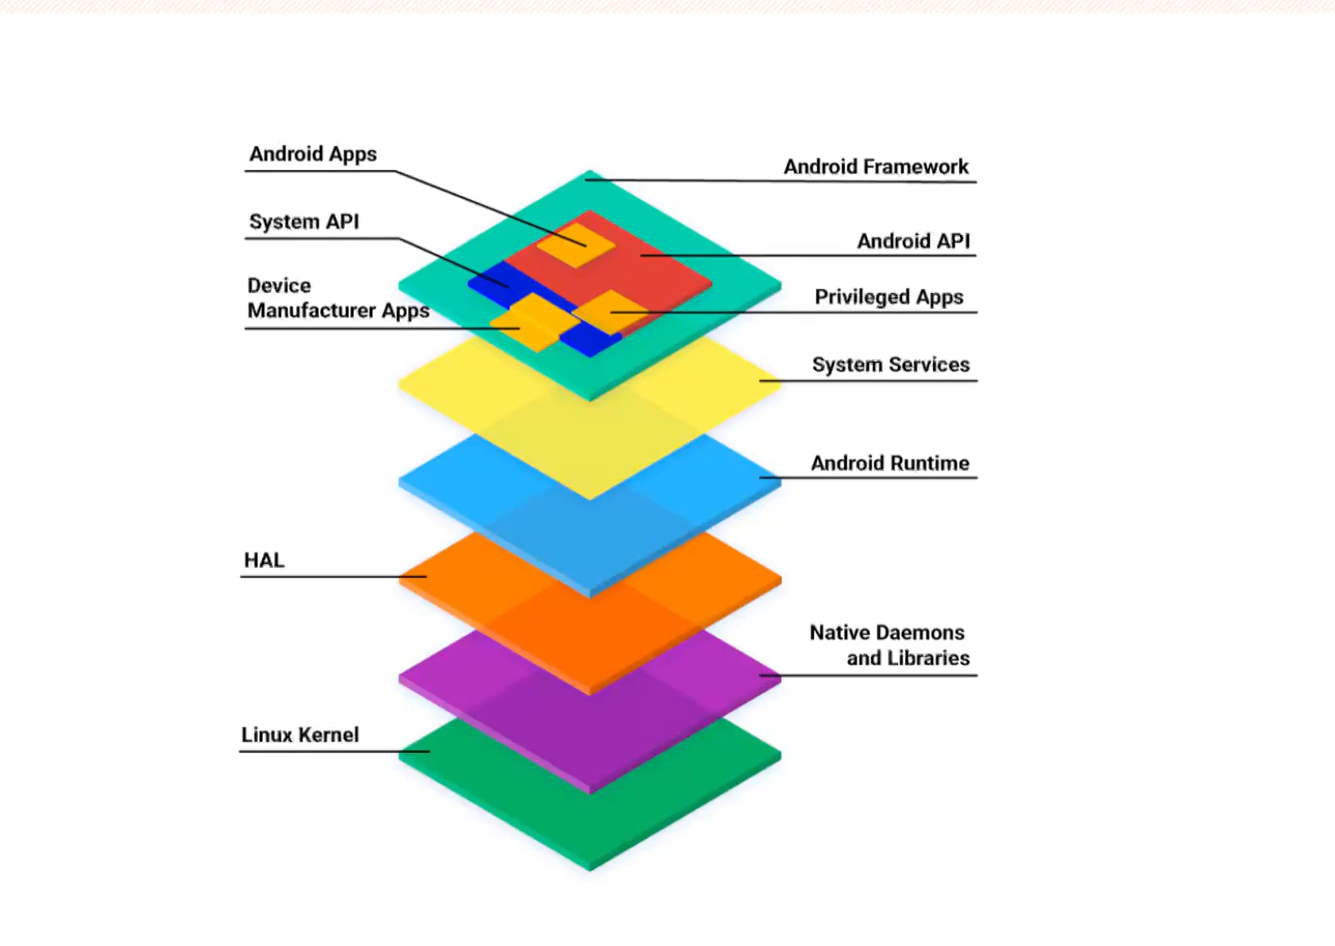 Android Apps
Android Framework
System API
Android API
Device
Manufacturer Apps
Privileged Apps
System Services
Android Runtime
HAL
Native Daemons
and Libraries
Linux Kernel